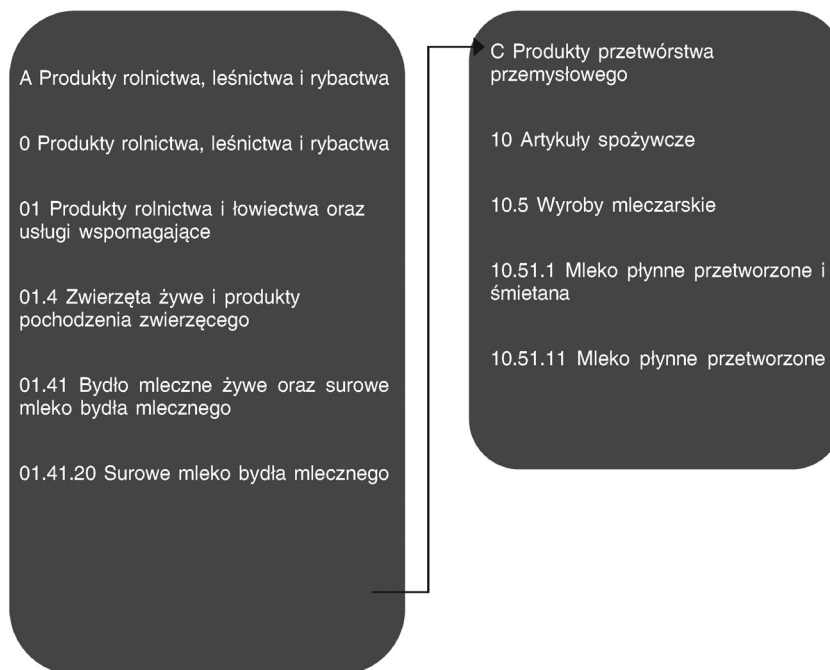 A Produkty rolnictwa, leśnictwa i rybactwa
0 Produkty rolnictwa, leśnictwa i rybactwa
01 Produkty rolnictwa i łowiectwa oraz
usługi wspomagające
01.4 Zwierzęta żywe i produkty
pochodzenia zwierzęcego
01.41 Bydło mleczne żywe oraz surowe
mleko bydła mlecznego
01.41.20 Surowe mleko bydła mlecznego
C Produkty przetwórstwa
przemysłowego
10 Artykuły spożywcze
10.5 Wyroby mleczarskie
10.51.1 Mleko płynne przetworzone i
śmietana
10.51.11 Mleko płynne przetworzone